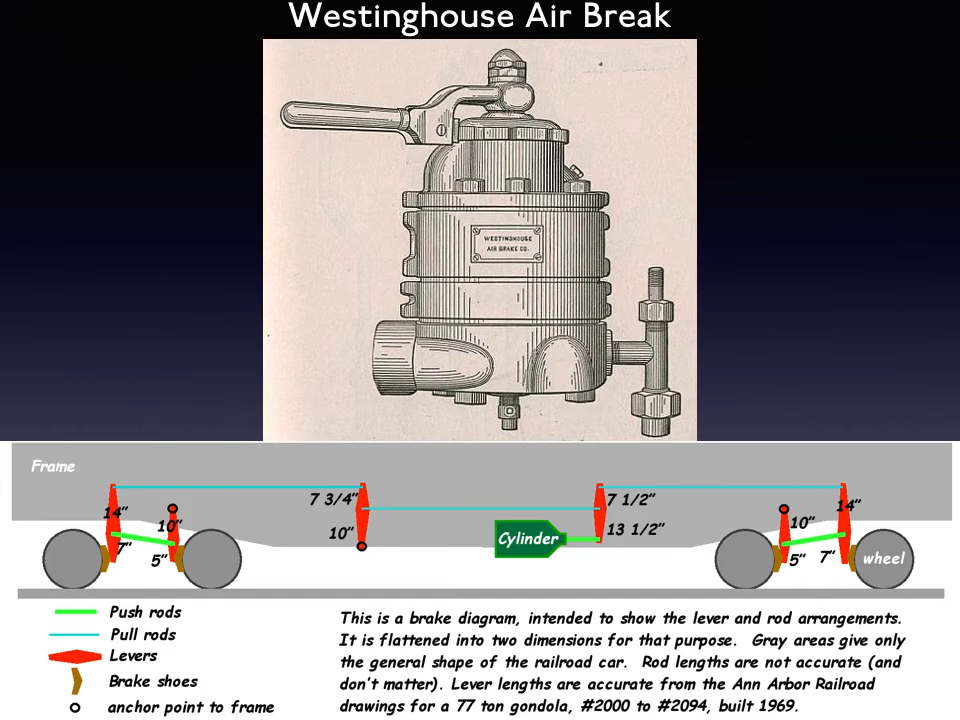 Westinghouse Air Break
WESTINGHOUSE
AIR BRAKE CO.
Frame
7 3/4”
7 1/2”
14”
14”
10”
10”
10”
13 1/2”
Cylinder
7”
5”
5”
7”
wheel
Push rods
Pull rods
Levers
Brake shoes
anchor point to frame
This is a brake diagram, intended to show the lever and rod arrangements.
It is flattened into two dimensions for that purpose. Gray areas give only
the general shape of the railroad car. Rod lengths are not accurate (and
don’t matter). Lever lengths are accurate from the Ann Arbor Railroad
drawings for a 77 ton gondola, #2000 to #2094, built 1969.